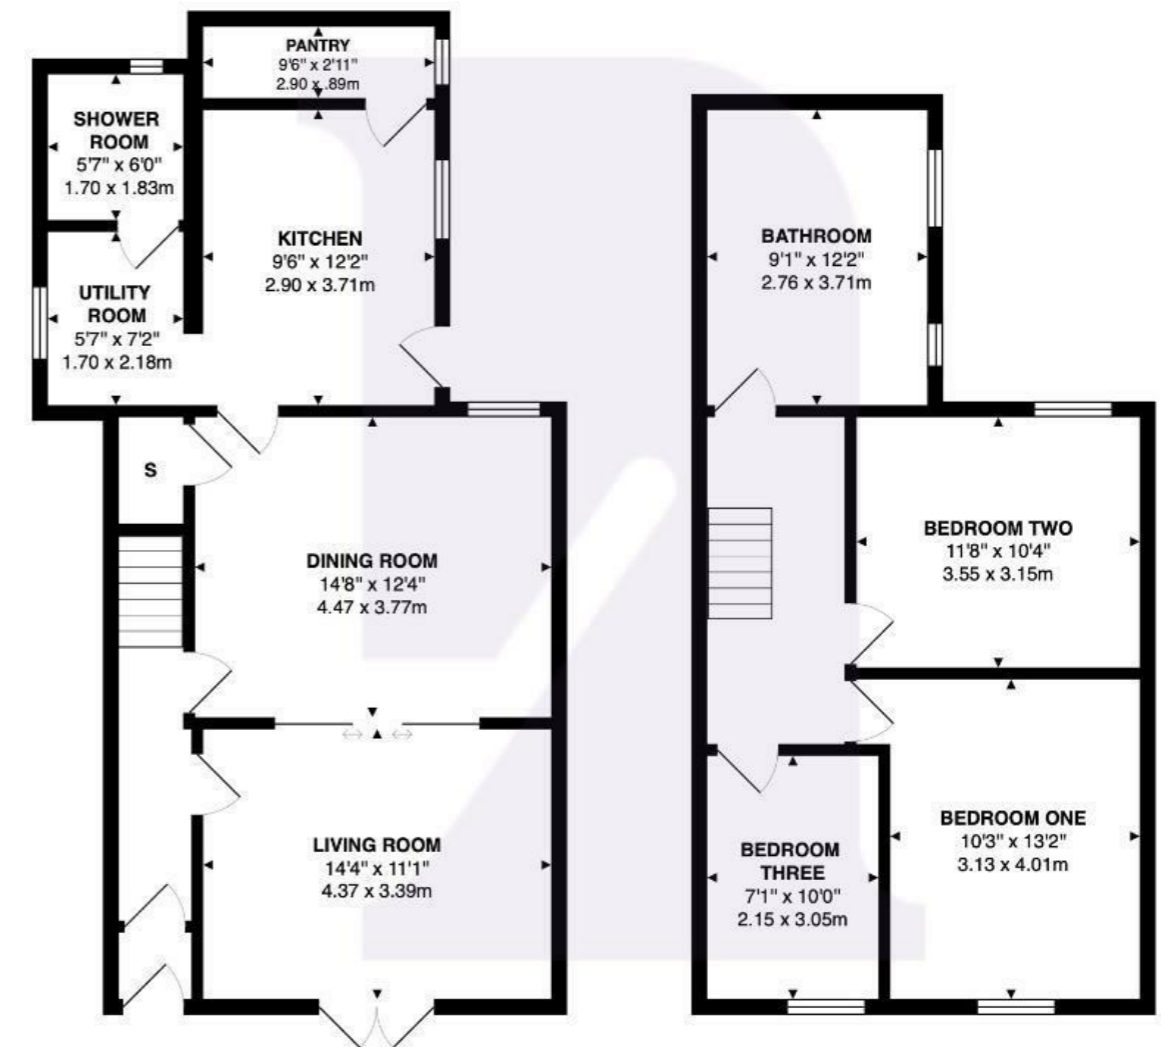 PANTRY
9'6" x 2'11"
2.90 x .89m
SHOWER
ROOM
5'7" x 6'0"
1.70 x 1.83m
KITCHEN
9'6" x 12'2"
2.90 x 3.71m
UTILITY
ROOM
5'7" x 7'2"
1.70 x 2.18m
S
DINING ROOM
14'8" x 12'4"
4.47 x 3.77m
LIVING ROOM
14'4" x 11'1"
4.37 x 3.39m
BATHROOM
9'1" x 12'2"
2.76 x 3.71m
BEDROOM TWO
11'8" x 10'4"
3.55 x 3.15m
BEDROOM ONE
10'3" x 13'2"
3.13 x 4.01m
BEDROOM
THREE
7'1" x 10'0"
2.15 x 3.05m